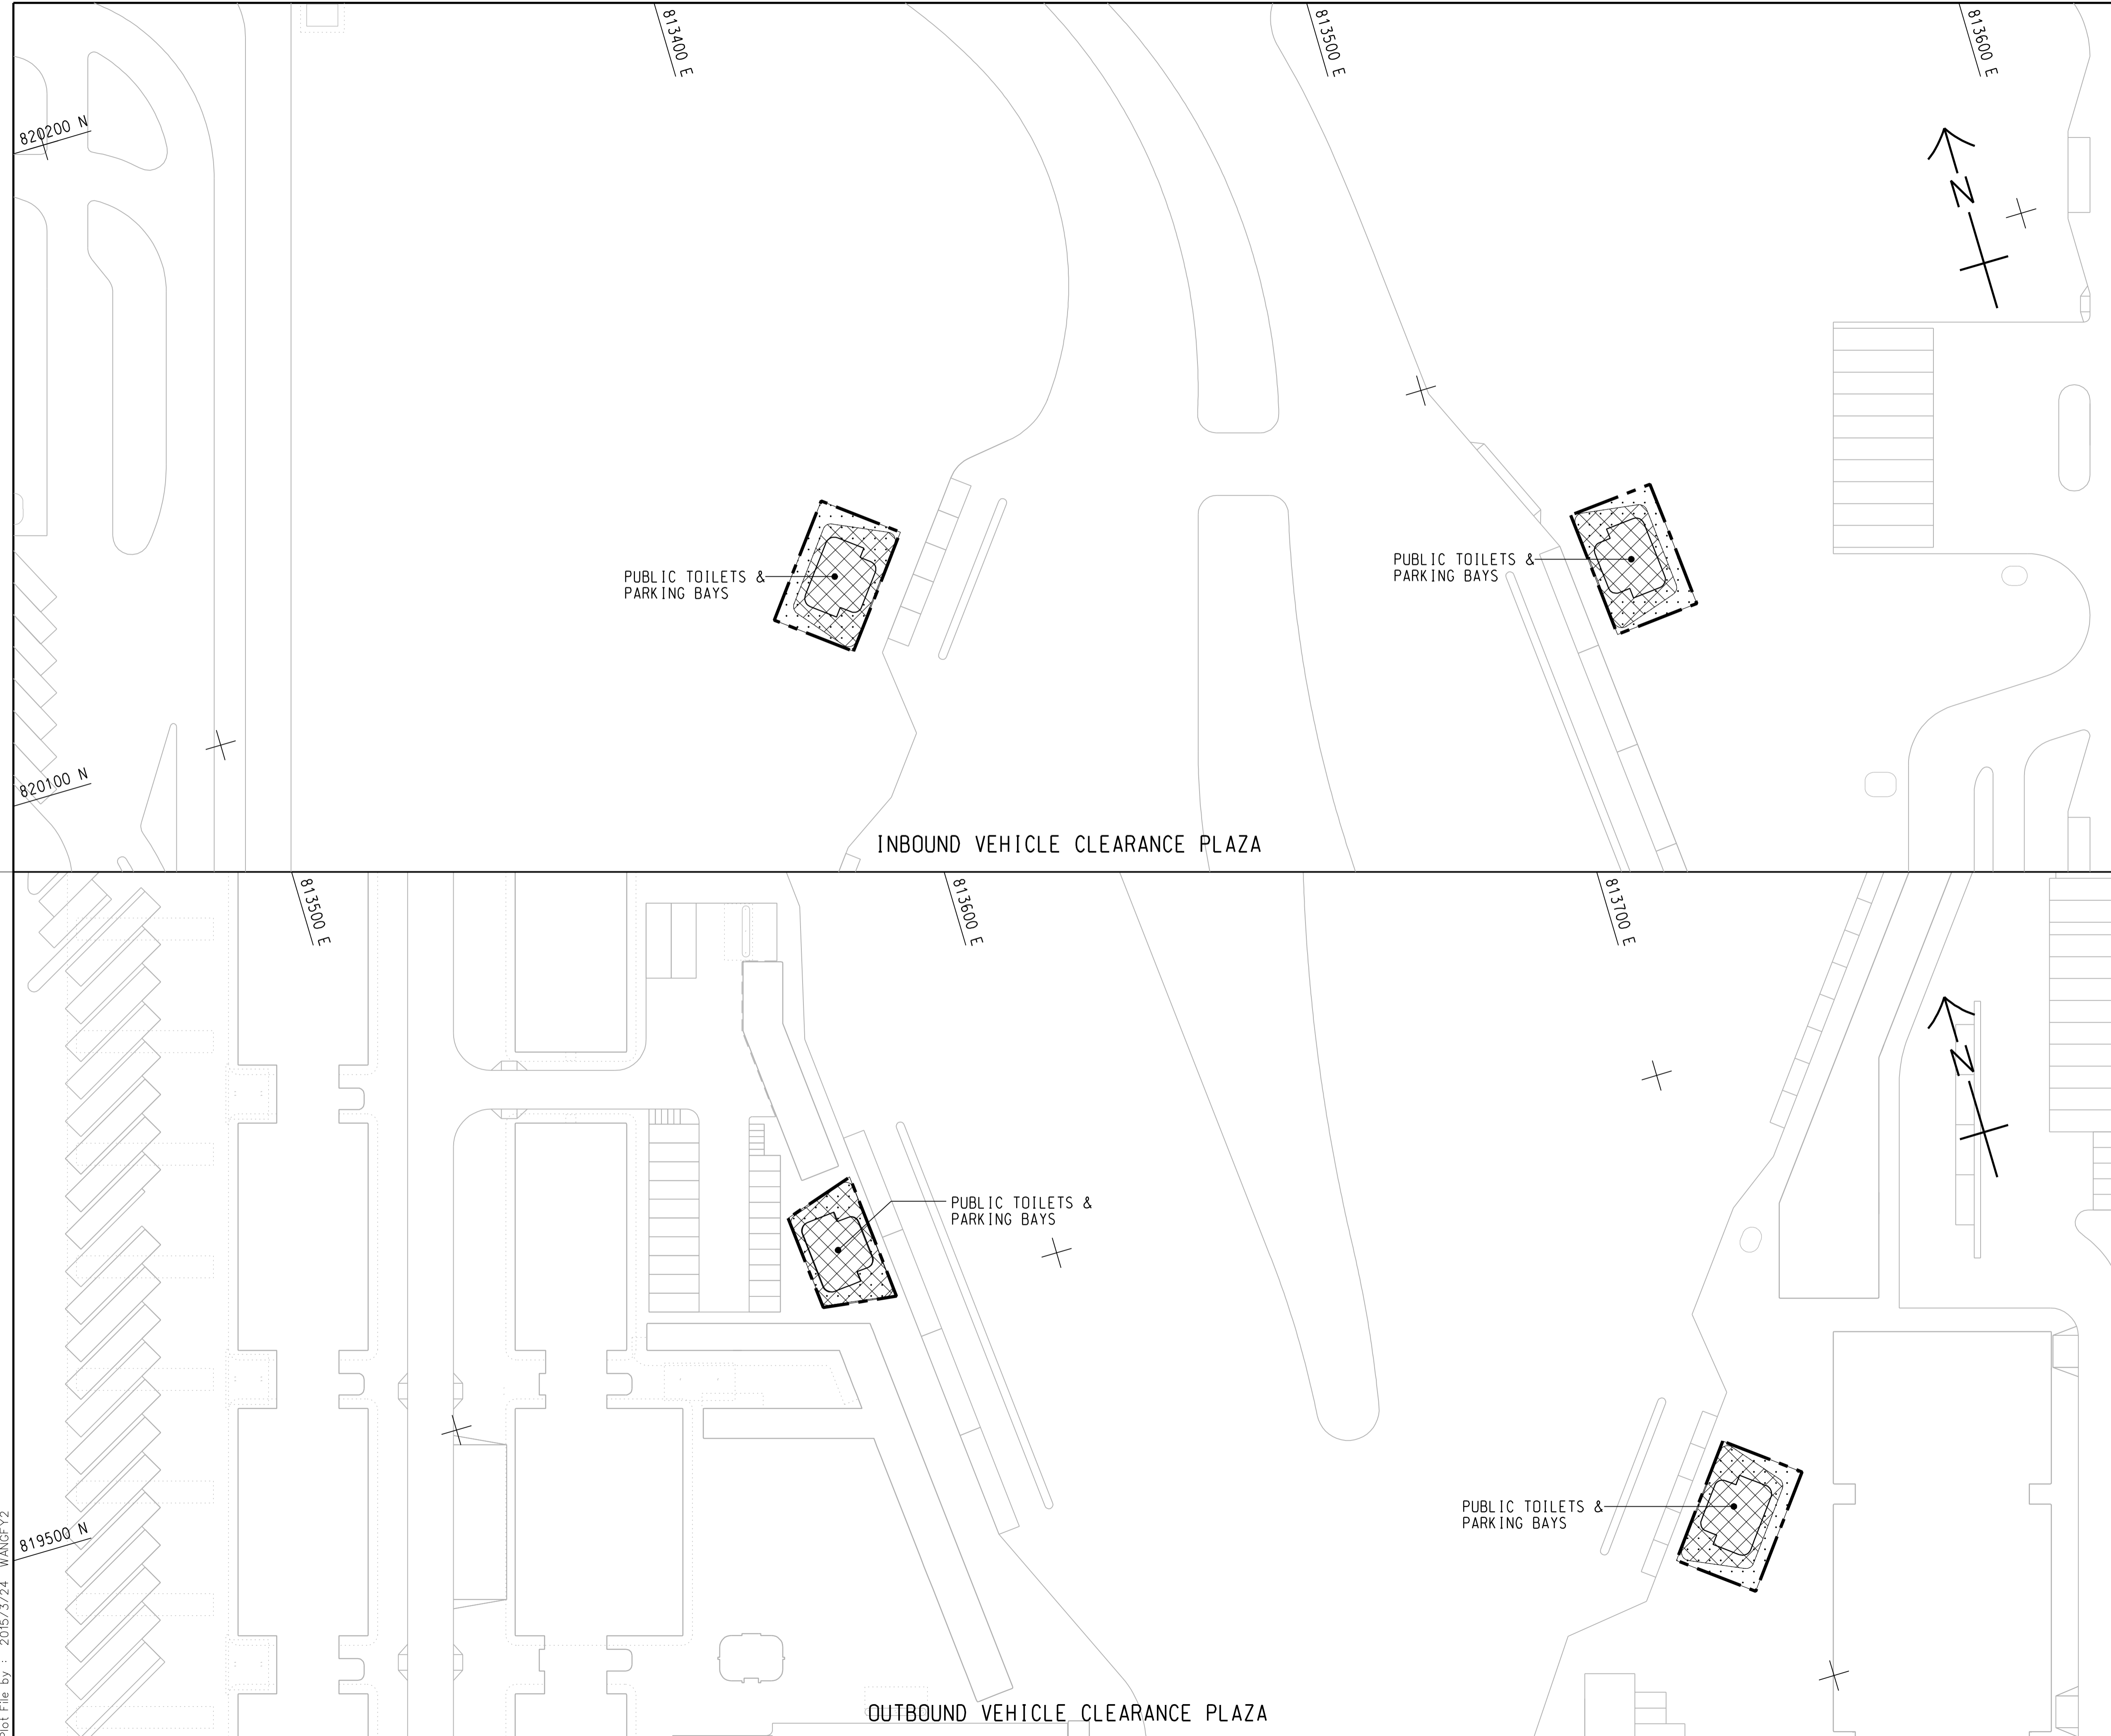 813400 E
813500 E
813600 E
820200 N
N
PUBLIC TOILETS &
PARKING BAYS
PUBLIC TOILETS &
PARKING BAYS
820100 N
INBOUND VEHICLE CLEARANCE PLAZA
813500 E
813600 E
813700 E
N
PUBLIC TOILETS &
PARKING BAYS
PUBLIC TOILETS &
PARKING BAYS
819500 N
OUTBOUND VEHICLE CLEARANCE PLAZA
Plot File by : 2015/3/24 WANGFY2